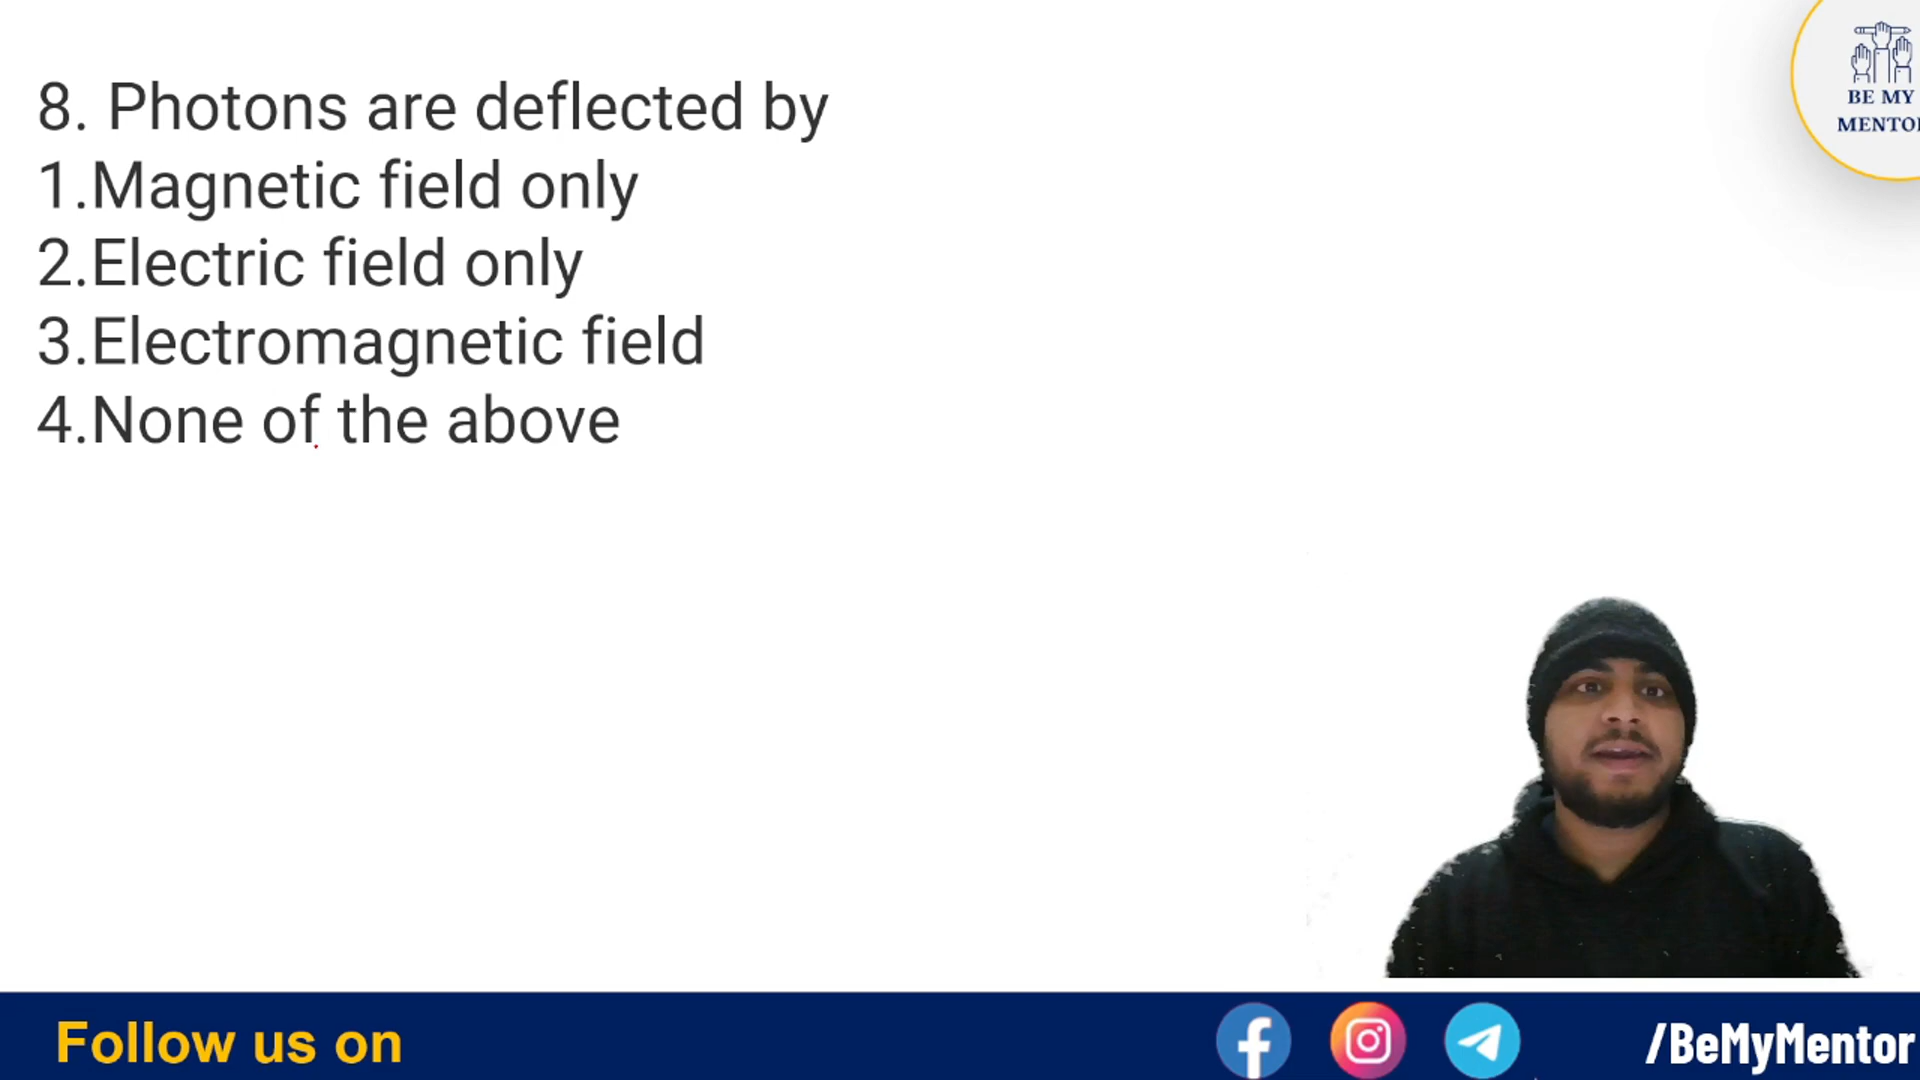 8. Photons are deflected by
1.Magnetic field only
2.Electric field only
3.Electromagnetic field
4.None of the above
BE MY
MENTO
Follow us on
/BeMyMentor